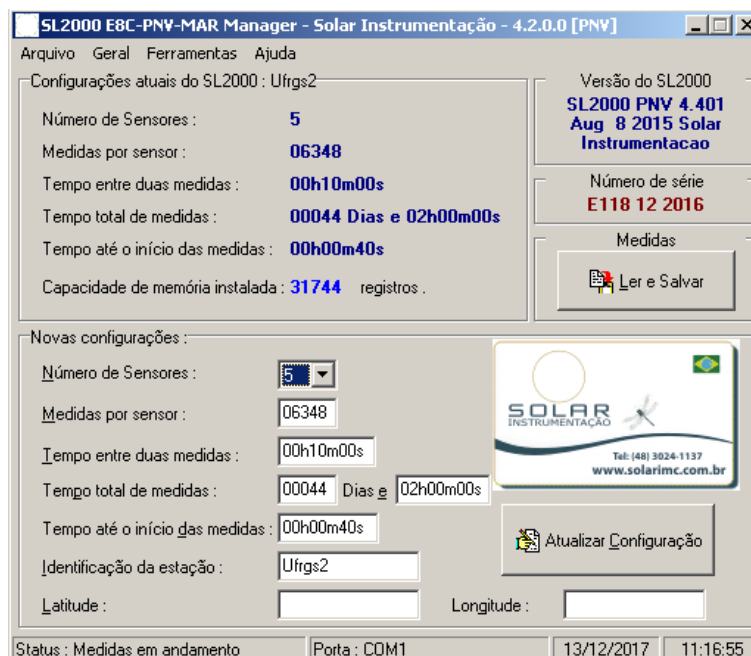 SL2000 E8C-PNV-MAR Manager - Solar Instrumentação - 4.2.0.0 [PNV]
Arquivo Geral Ferramentas Ajuda
Configurações atuais do SL2000 : Ufrgs2
Número de Sensores : 5
Medidas por sensor : 06348
Tempo entre duas medidas : 00h10m00s
Tempo total de medidas : 00044 Dias e 02h00m00s
Tempo até o início das medidas : 00h00m40s
Capacidade de memória instalada : 31744 registros .
Versão do SL2000
SL2000 PNV 4.401
Aug 8 2015 Solar
Instrumentacao
Número de série
E118 12 2016
Medidas
Ler e Salvar
Novas configurações :
Número de Sensores : 5
Medidas por sensor : 06348
Tempo entre duas medidas : 00h10m00s
Tempo total de medidas : 00044 Dias e 02h00m00s
Tempo até o início das medidas : 00h00m40s
Identificação da estação : Ufrgs2
Latitude : Longitude :
SOLAR
INSTRUMENTAÇÃO
Tel: (48) 3024-1137
www.solarimc.com.br
Atualizar Configuração
Status : Medidas em andamento Porta : COM1 13/12/2017 11:16:55